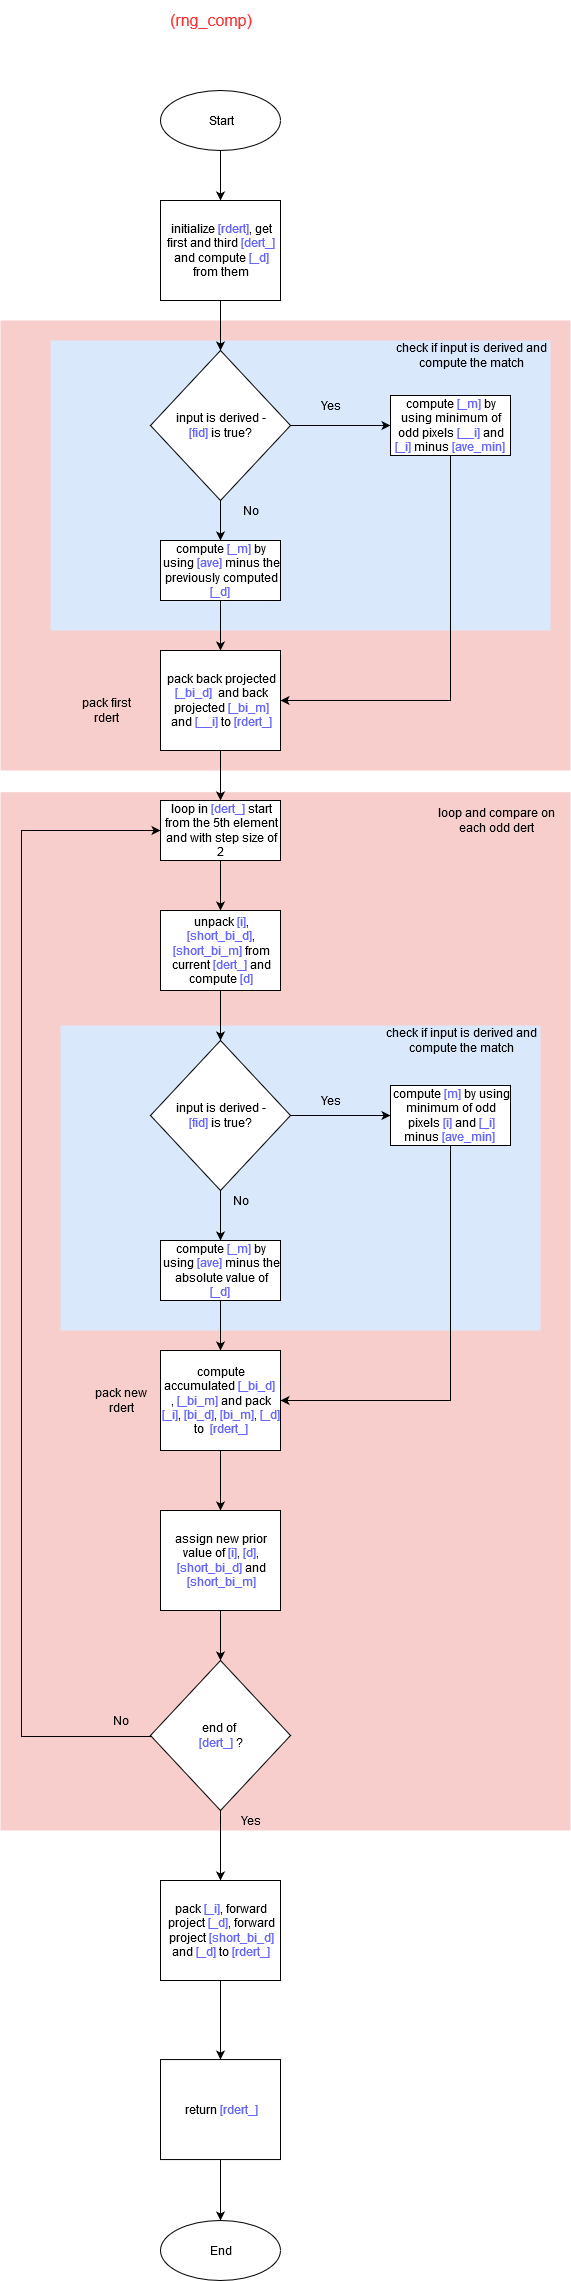 (rng_comp)
Start
initialize [rdert], get
first and third [dert_]
and compute [_d]
from them
check if input is derived and
compute the match
input is derived -
[fid] is true?
Yes
compute [_m] by
using minimum of
odd pixels [__i] and
[_i] minus [ave_min]
No
compute [_m] by
using [ave] minus the
previously computed
[_d]
pack back projected
[_bi_d]  and back
projected [_bi_m]
and [__i] to [rdert_]
pack first
rdert
loop in [dert_] start
from the 5th element
and with step size of
2
loop and compare on
each odd dert
unpack [i],
[short_bi_d],
[short_bi_m] from
current [dert_] and
compute [d]
check if input is derived and
compute the match
input is derived -
[fid] is true?
Yes
compute [m] by using
minimum of odd
pixels [i] and [_i]
minus [ave_min]
No
compute [_m] by
using [ave] minus the
absolute value of
[_d]
compute
accumulated [_bi_d]
, [_bi_m] and pack
[_i], [bi_d], [bi_m], [_d]
to  [rdert_]
pack new
rdert
assign new prior
value of [i], [d],
[short_bi_d] and
[short_bi_m]
end of
[dert_] ?
No
Yes
pack [_i], forward
project [_d], forward
project [short_bi_d]
and [_d] to [rdert_]
return [rdert_]
End